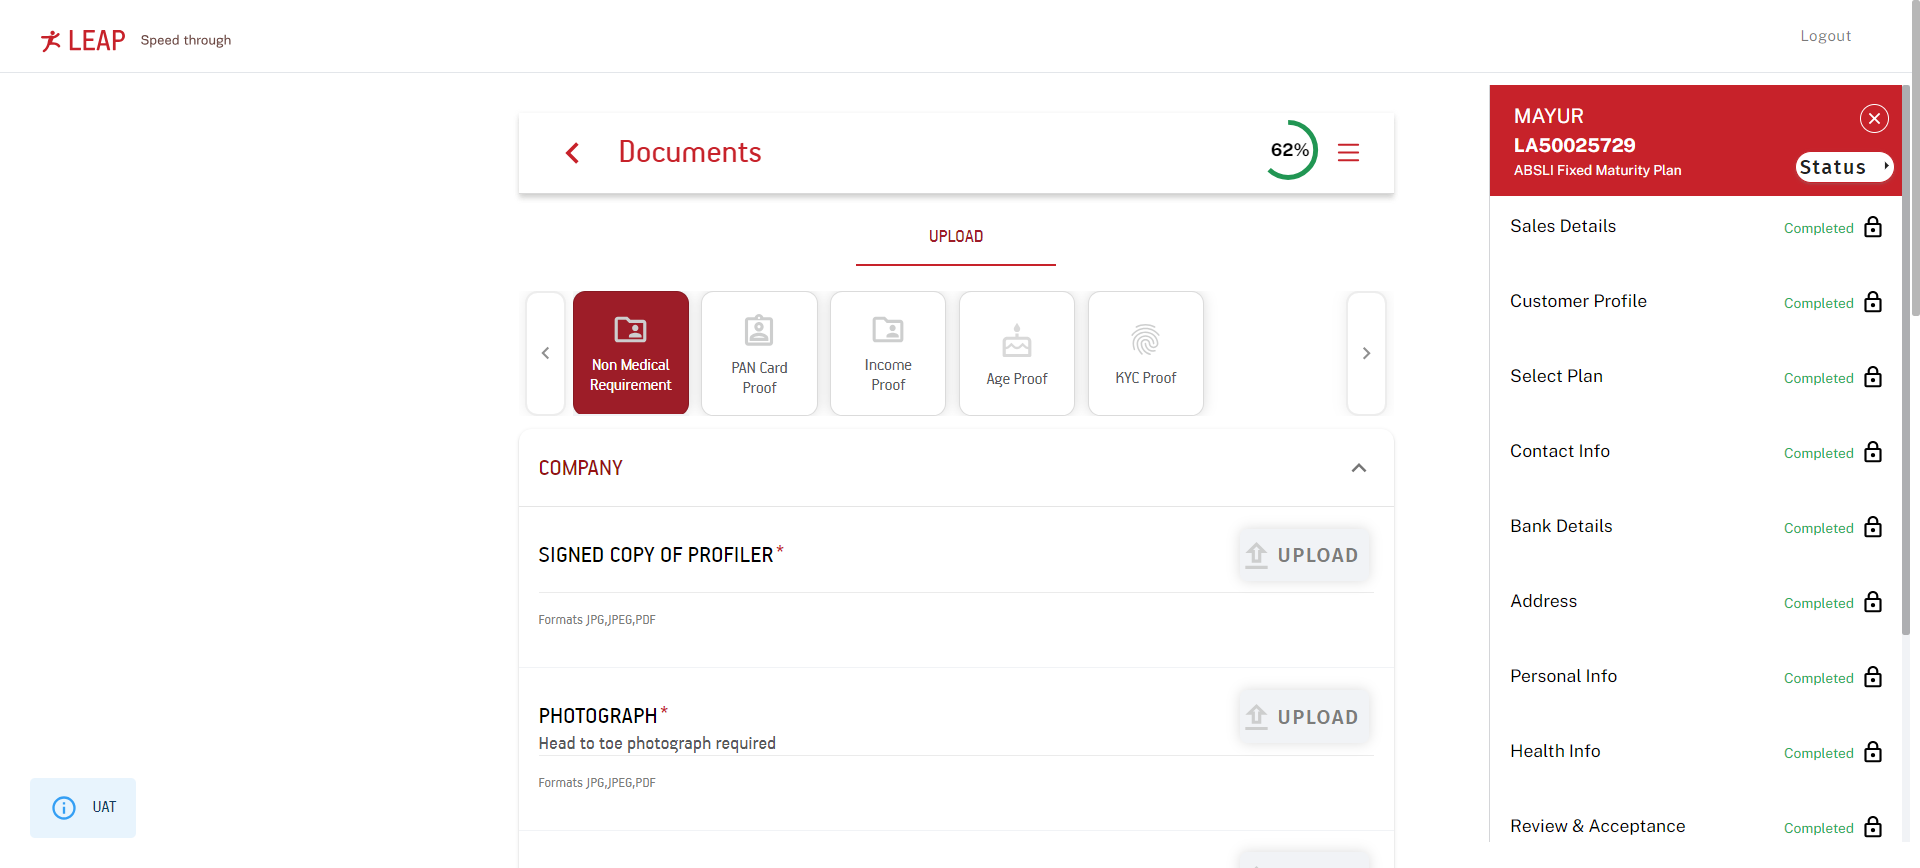 LEAP Speed through
Logout
Documents
62%
UPLOAD
Non Medical
Requirement
PAN Card
Proof
Income
Proof
Age Proof
KYC Proof
COMPANY
SIGNED COPY OF PROFILER*
UPLOAD
Formats JPG,JPEG,PDF
PHOTOGRAPH*
Head to toe photograph required
UPLOAD
Formats JPG,JPEG,PDF
UAT
MAYUR
LA50025729
ABSLI Fixed Maturity Plan
Status
Sales Details Completed
Customer Profile Completed
Select Plan Completed
Contact Info Completed
Bank Details Completed
Address Completed
Personal Info Completed
Health Info Completed
Review & Acceptance Completed